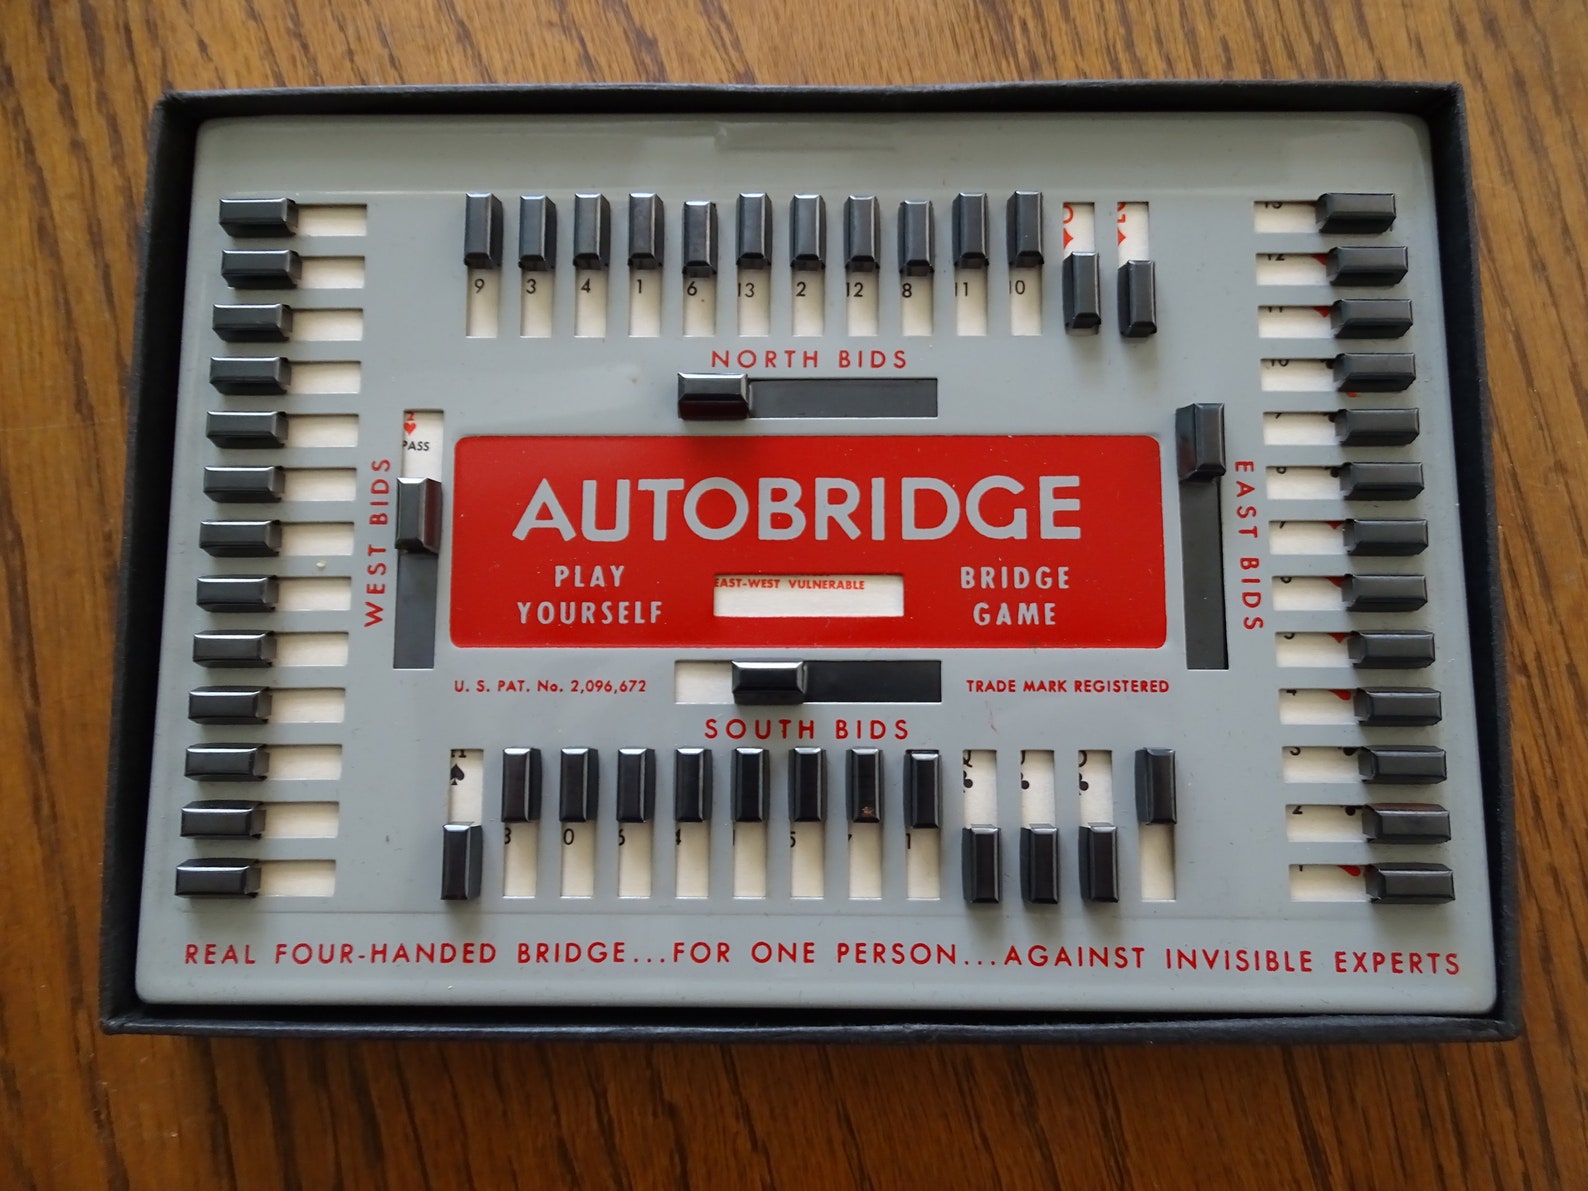 9 3 4 1 6 13 2 12 8 11 10
NORTH BIDS
2
PASS
WEST BIDS
EAST BIDS
AUTOBRIDGE
PLAY YOURSELF
EAST-WEST VULNERABLE
BRIDGE GAME
U. S. PAT. No. 2,096,672
TRADE MARK REGISTERED
SOUTH BIDS
REAL FOUR-HANDED BRIDGE...FOR ONE PERSON...AGAINST INVISIBLE EXPERTS